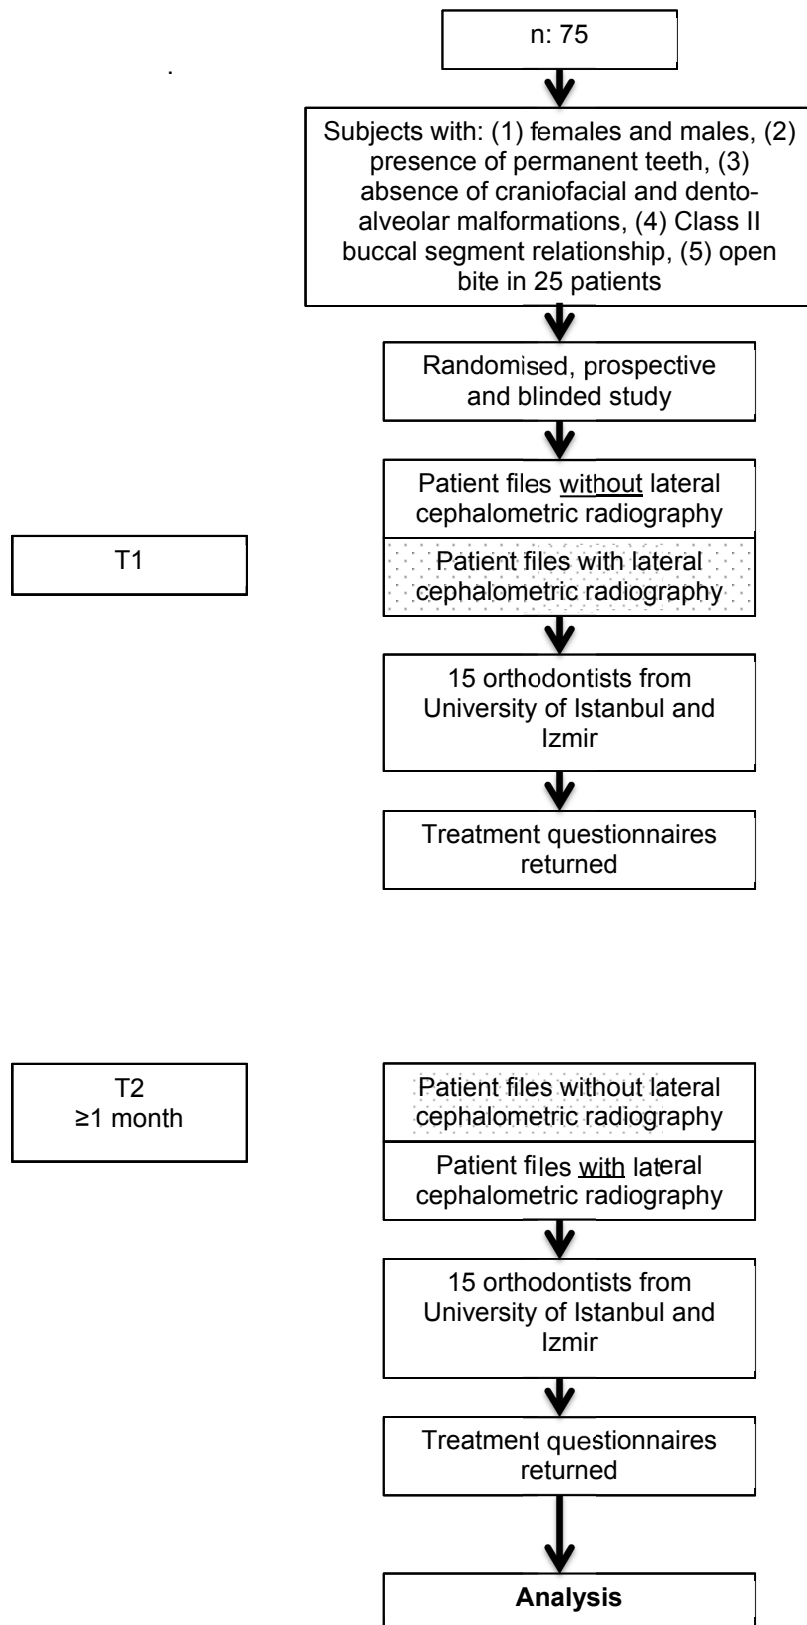 n: 75
Subjects with: (1) females and males, (2)
presence of permanent teeth, (3)
absence of craniofacial and dento-
alveolar malformations, (4) Class II
buccal segment relationship, (5) open
bite in 25 patients
Randomised, prospective
and blinded study
Patient files without lateral
cephalometric radiography
T1
Patient files with lateral
cephalometric radiography
15 orthodontists from
University of Istanbul and
Izmir
Treatment questionnaires
returned
T2
≥1 month
Patient files without lateral
cephalometric radiography
Patient files with lateral
cephalometric radiography
15 orthodontists from
University of Istanbul and
Izmir
Treatment questionnaires
returned
Analysis